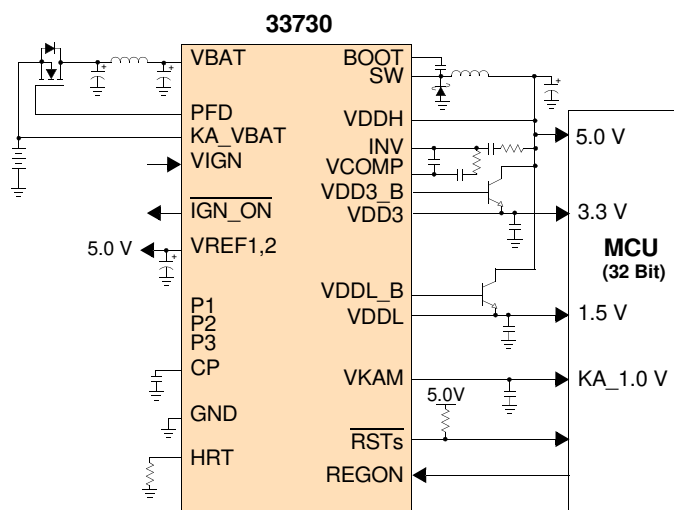 33730
VBAT
PFD
KA_VBAT
VIGN
IGN_ON
5.0 V
VREF1,2
P1
P2
P3
CP
GND
HRT
BOOT
SW
VDDH
INV
VCOMP
VDD3_B
VDD3
VDDL_B
VDDL
VKAM
5.0V
RSTs
REGON
5.0 V
3.3 V
MCU
(32 Bit)
1.5 V
KA_1.0 V
+
+
+
+